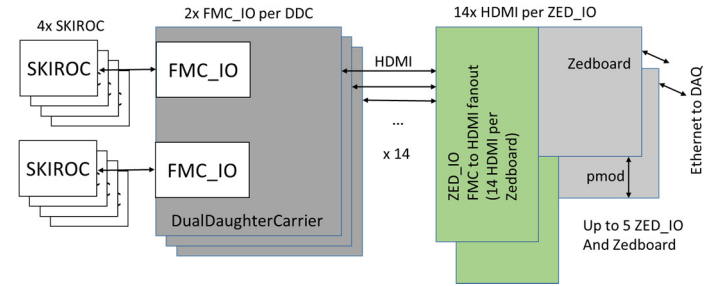 4x SKIROC
2x FMC_IO per DDC
14x HDMI per ZED_IO
SKIROC
FMC_IO
HDMI
Zedboard
Ethernet to DAQ
...
x 14
ZED_IO
FMC to HDMI fanout
(14 HDMI per
Zedboard)
SKIROC
FMC_IO
pmod
DualDaughterCarrier
Up to 5 ZED_IO
And Zedboard